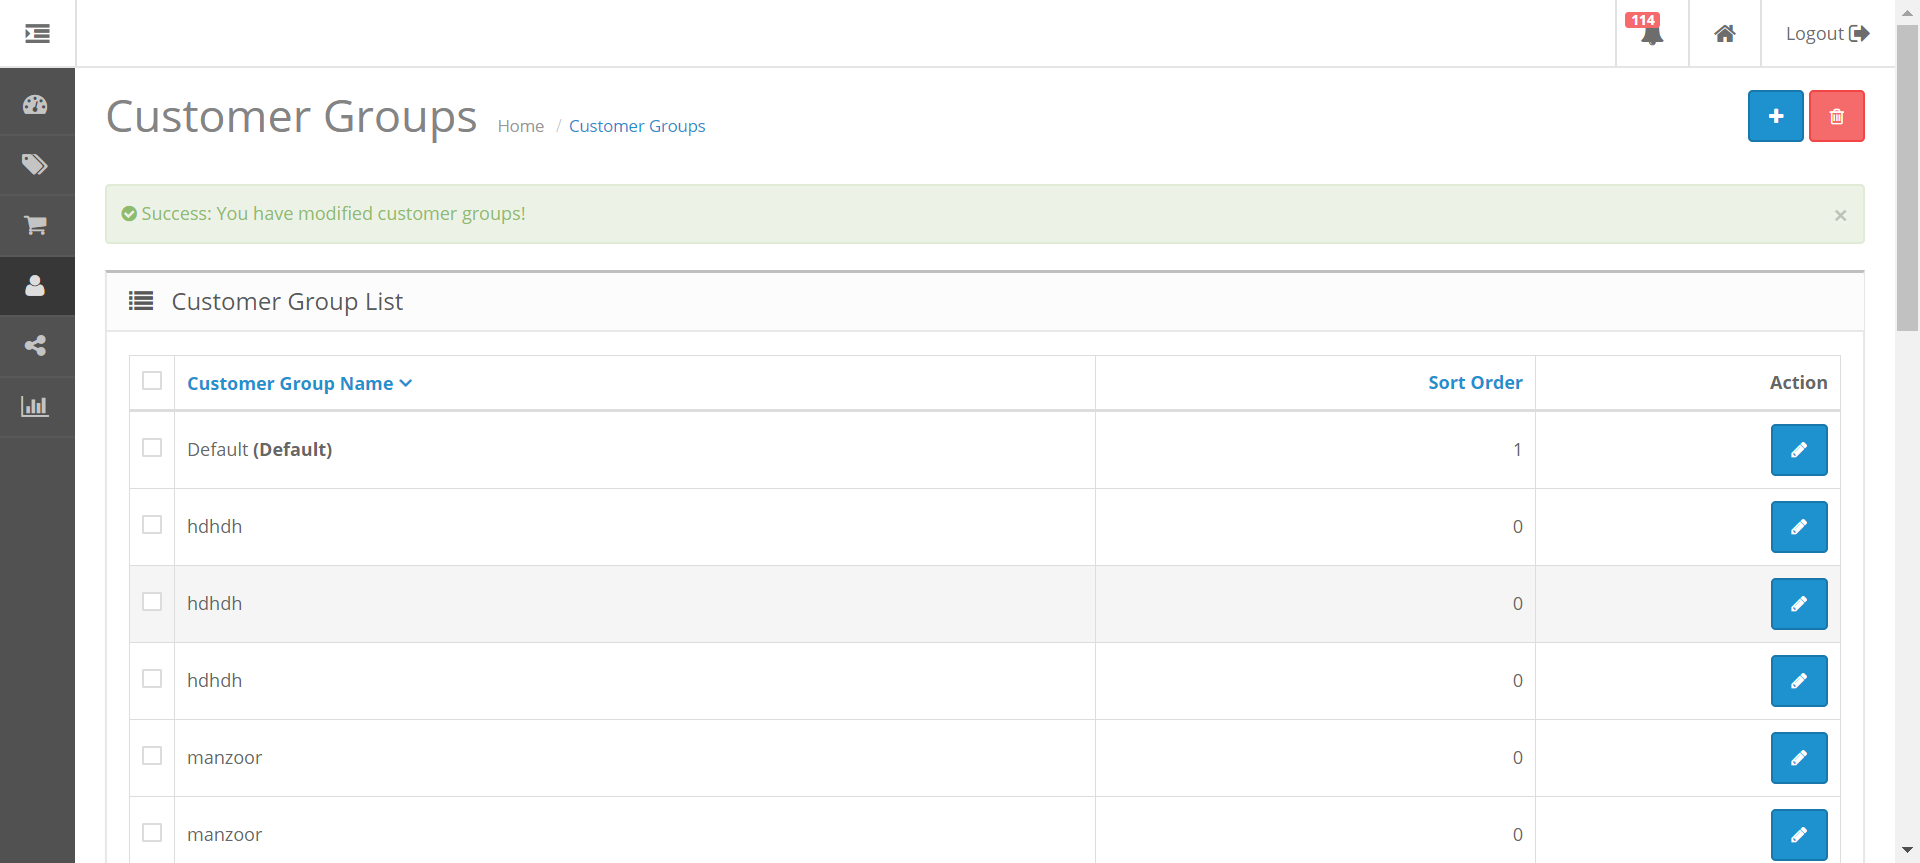 114
Logout
Customer Groups
Home / Customer Groups
Success: You have modified customer groups!
×
Customer Group List
Customer Group Name Sort Order Action
Default (Default) 1
hdhdh 0
hdhdh 0
hdhdh 0
manzoor 0
manzoor 0